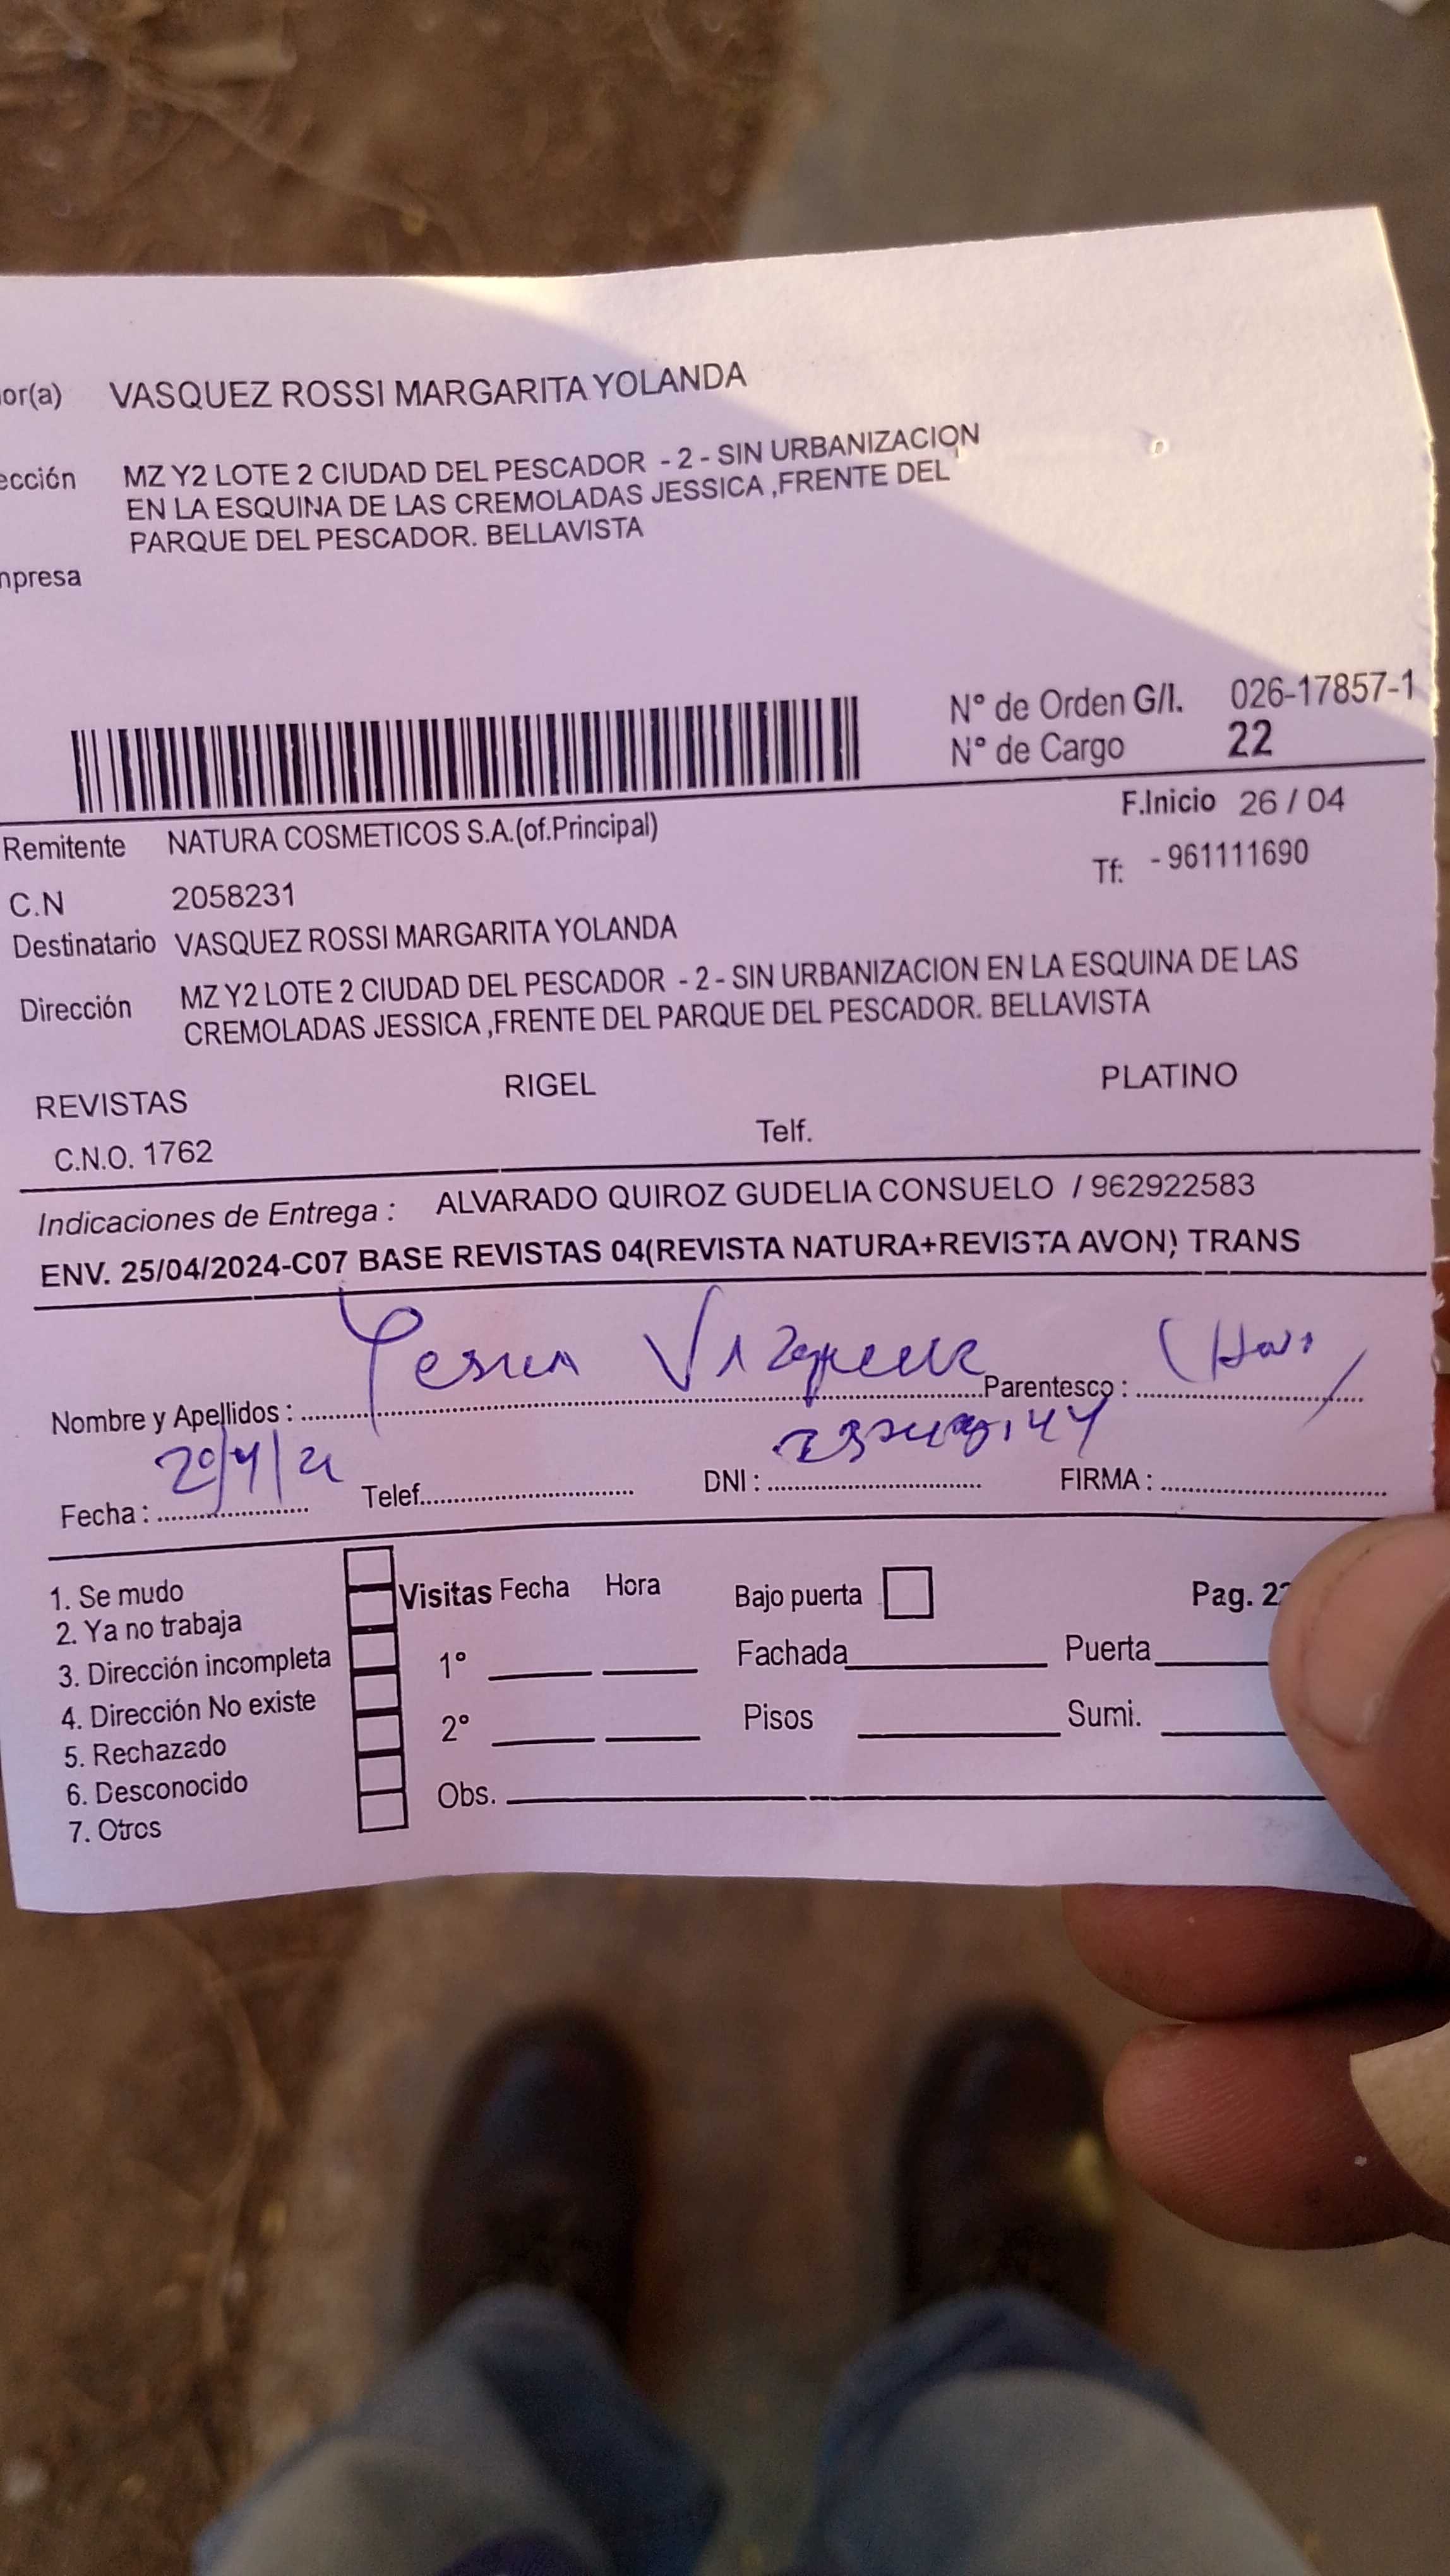 or(a) VASQUEZ ROSSI MARGARITA YOLANDA
ección MZ Y2 LOTE 2 CIUDAD DEL PESCADOR - 2 - SIN URBANIZACION
EN LA ESQUINA DE LAS CREMOLADAS JESSICA ,FRENTE DEL
PARQUE DEL PESCADOR. BELLAVISTA
mpresa
N° de Orden G/I. 026-17857-1
N° de Cargo 22
F.Inicio 26 / 04
Remitente NATURA COSMETICOS S.A.(of.Principal)
Tf: - 961111690
C.N 2058231
Destinatario VASQUEZ ROSSI MARGARITA YOLANDA
Dirección MZ Y2 LOTE 2 CIUDAD DEL PESCADOR - 2 - SIN URBANIZACION EN LA ESQUINA DE LAS
CREMOLADAS JESSICA ,FRENTE DEL PARQUE DEL PESCADOR. BELLAVISTA
REVISTAS RIGEL PLATINO
C.N.O. 1762 Telf.
Indicaciones de Entrega : ALVARADO QUIROZ GUDELIA CONSUELO / 962922583
ENV. 25/04/2024-C07 BASE REVISTAS 04(REVISTA NATURA+REVISTA AVON) TRANS
Nombre y Apellidos : Parentesco :
Fecha : Telef. DNI : FIRMA :
1. Se mudo
2. Ya no trabaja
3. Dirección incompleta
4. Dirección No existe
5. Rechazado
6. Desconocido
7. Otros
Visitas Fecha Hora
1°
2°
Obs.
Bajo puerta Pag. 22
Fachada Puerta
Pisos Sumi.